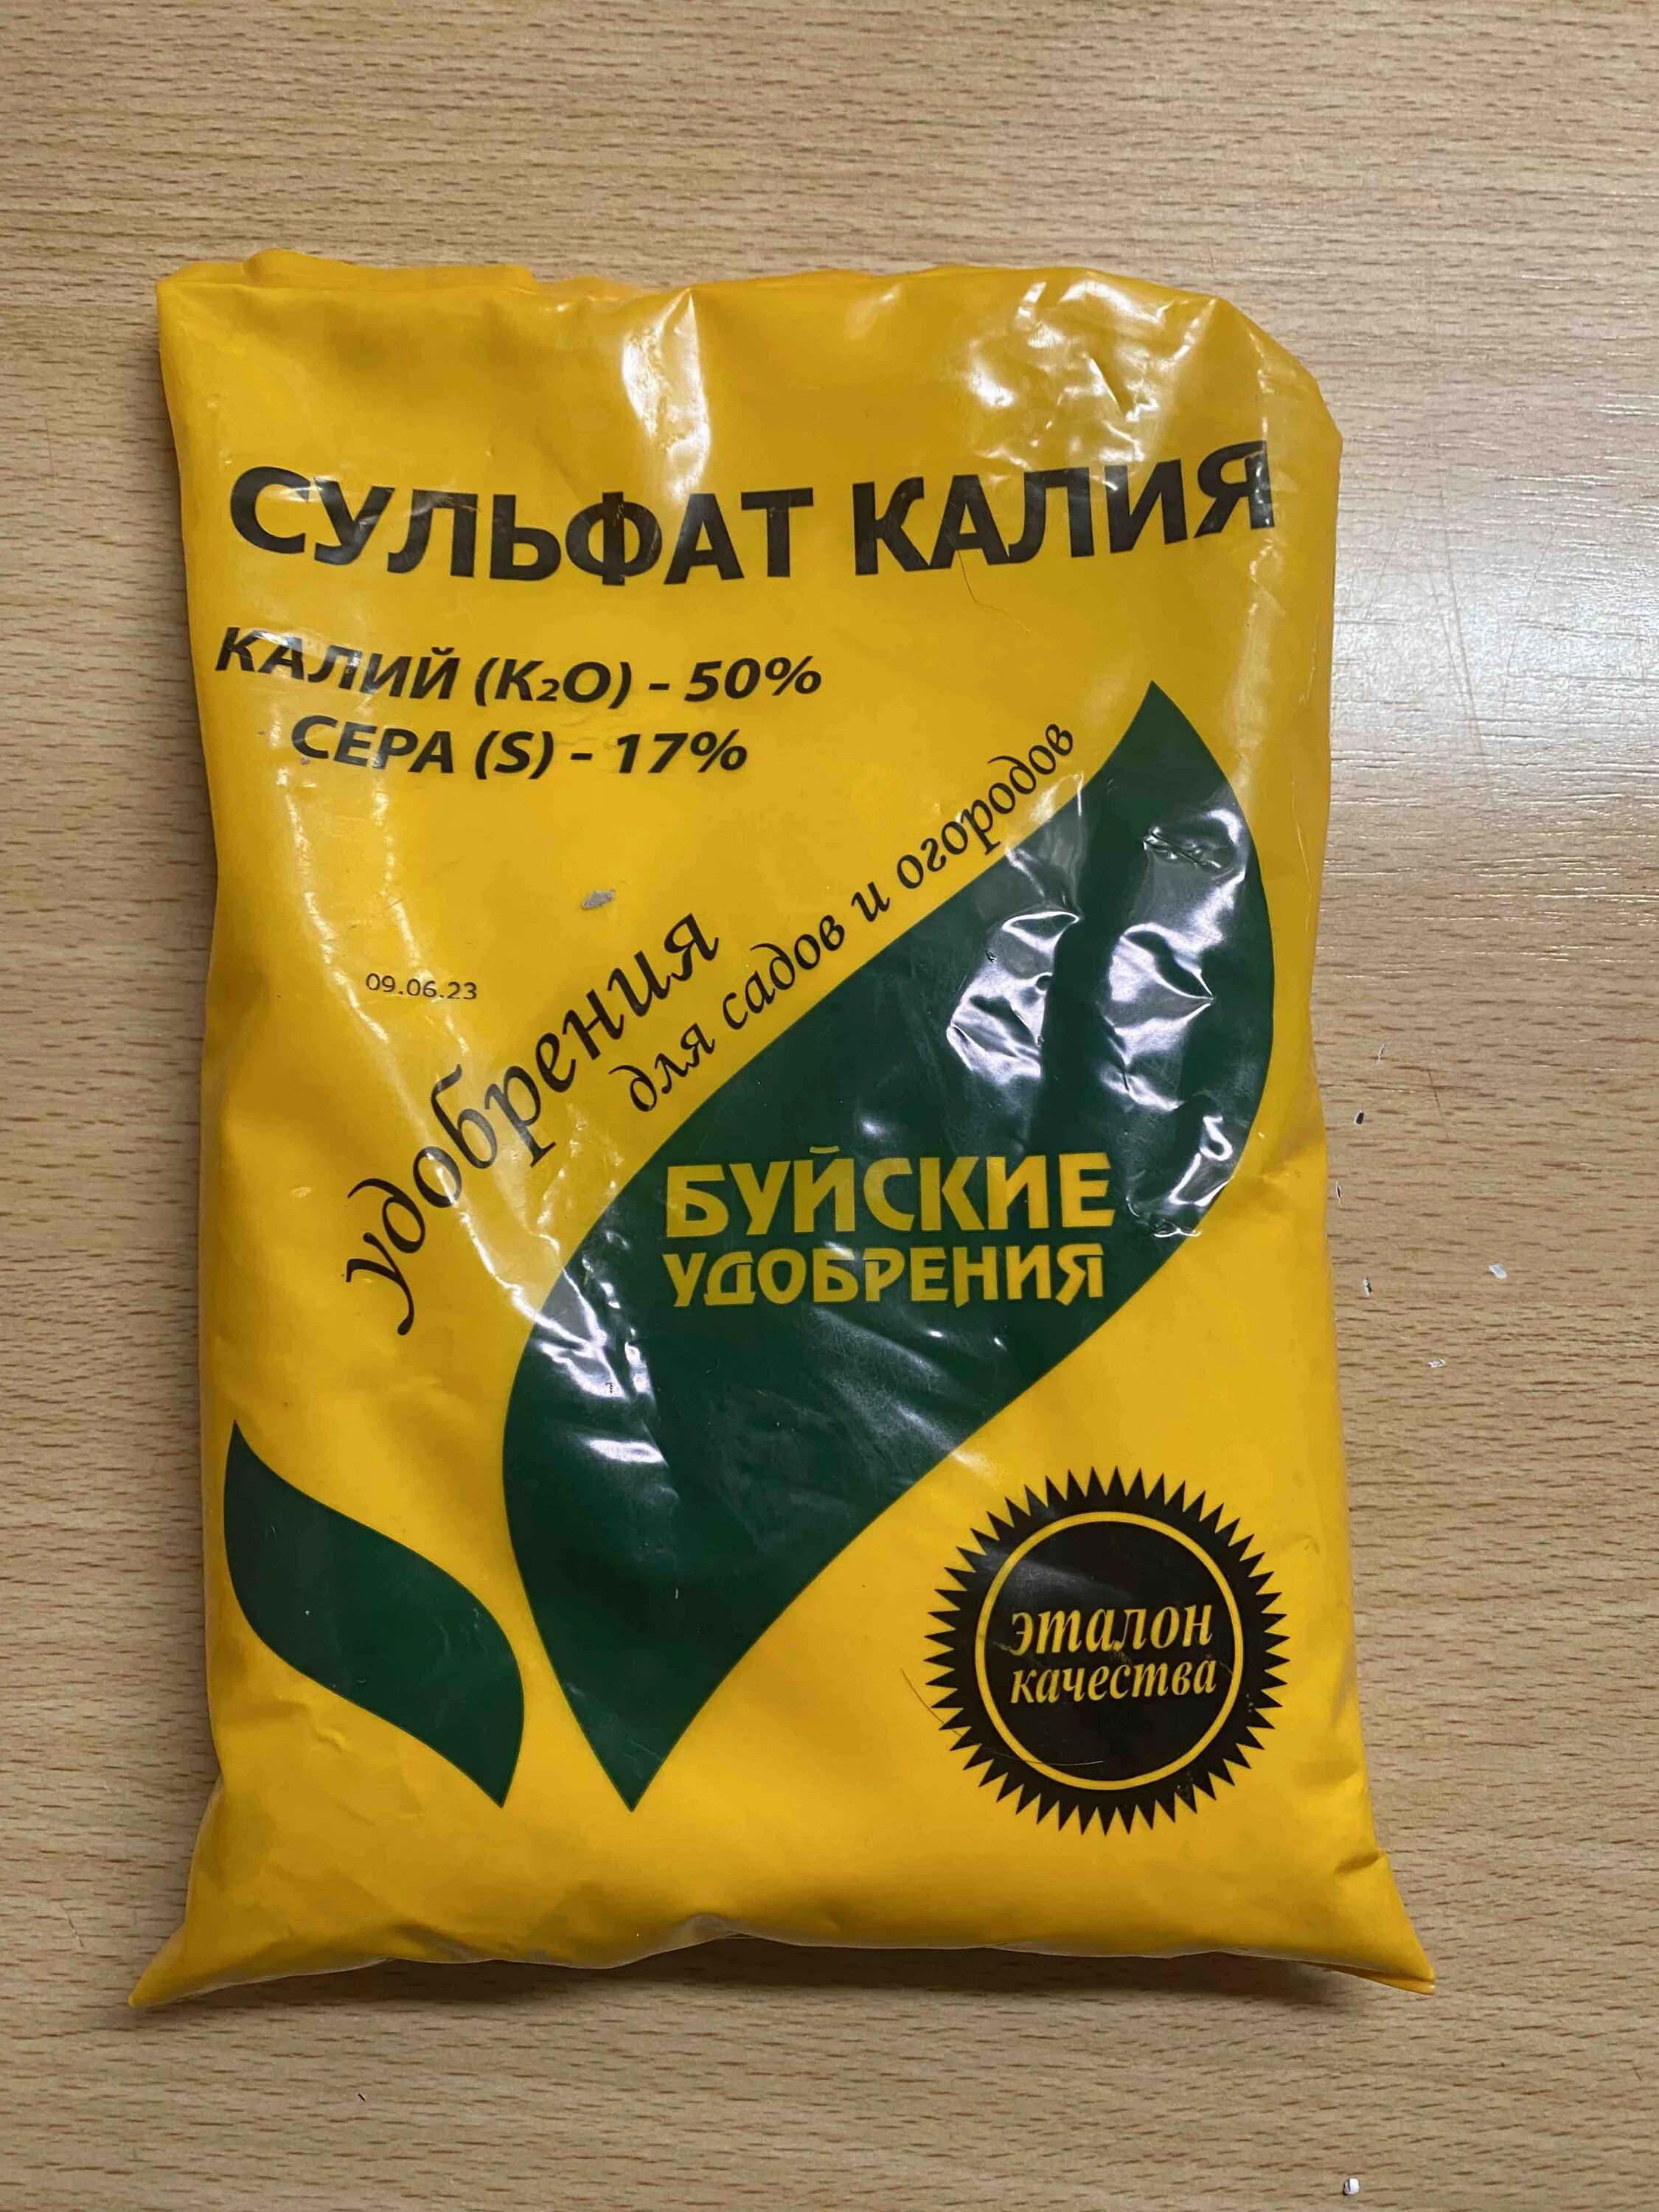 СУЛЬФАТ КАЛИЯ
КАЛИЙ (K₂O) - 50%
СЕРА (S) - 17%
09.06.23
удобрения
для садов и огородов
БУЙСКИЕ
УДОБРЕНИЯ
эталон
качества